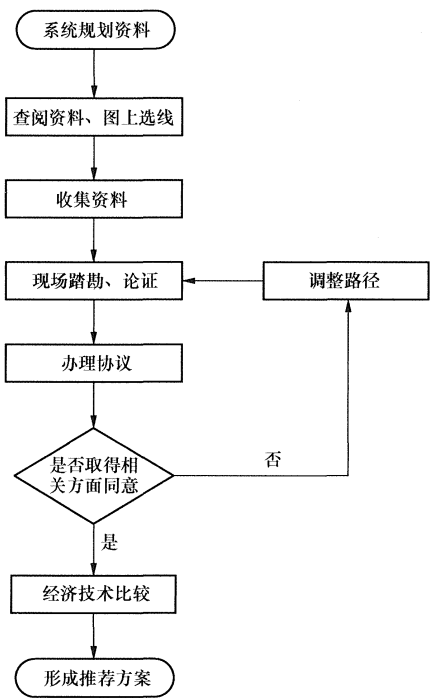 系统规划资料
查阅资料、图上选线
收集资料
现场踏勘、论证
调整路径
办理协议
是否取得相
关方面同意
否
是
经济技术比较
形成推荐方案